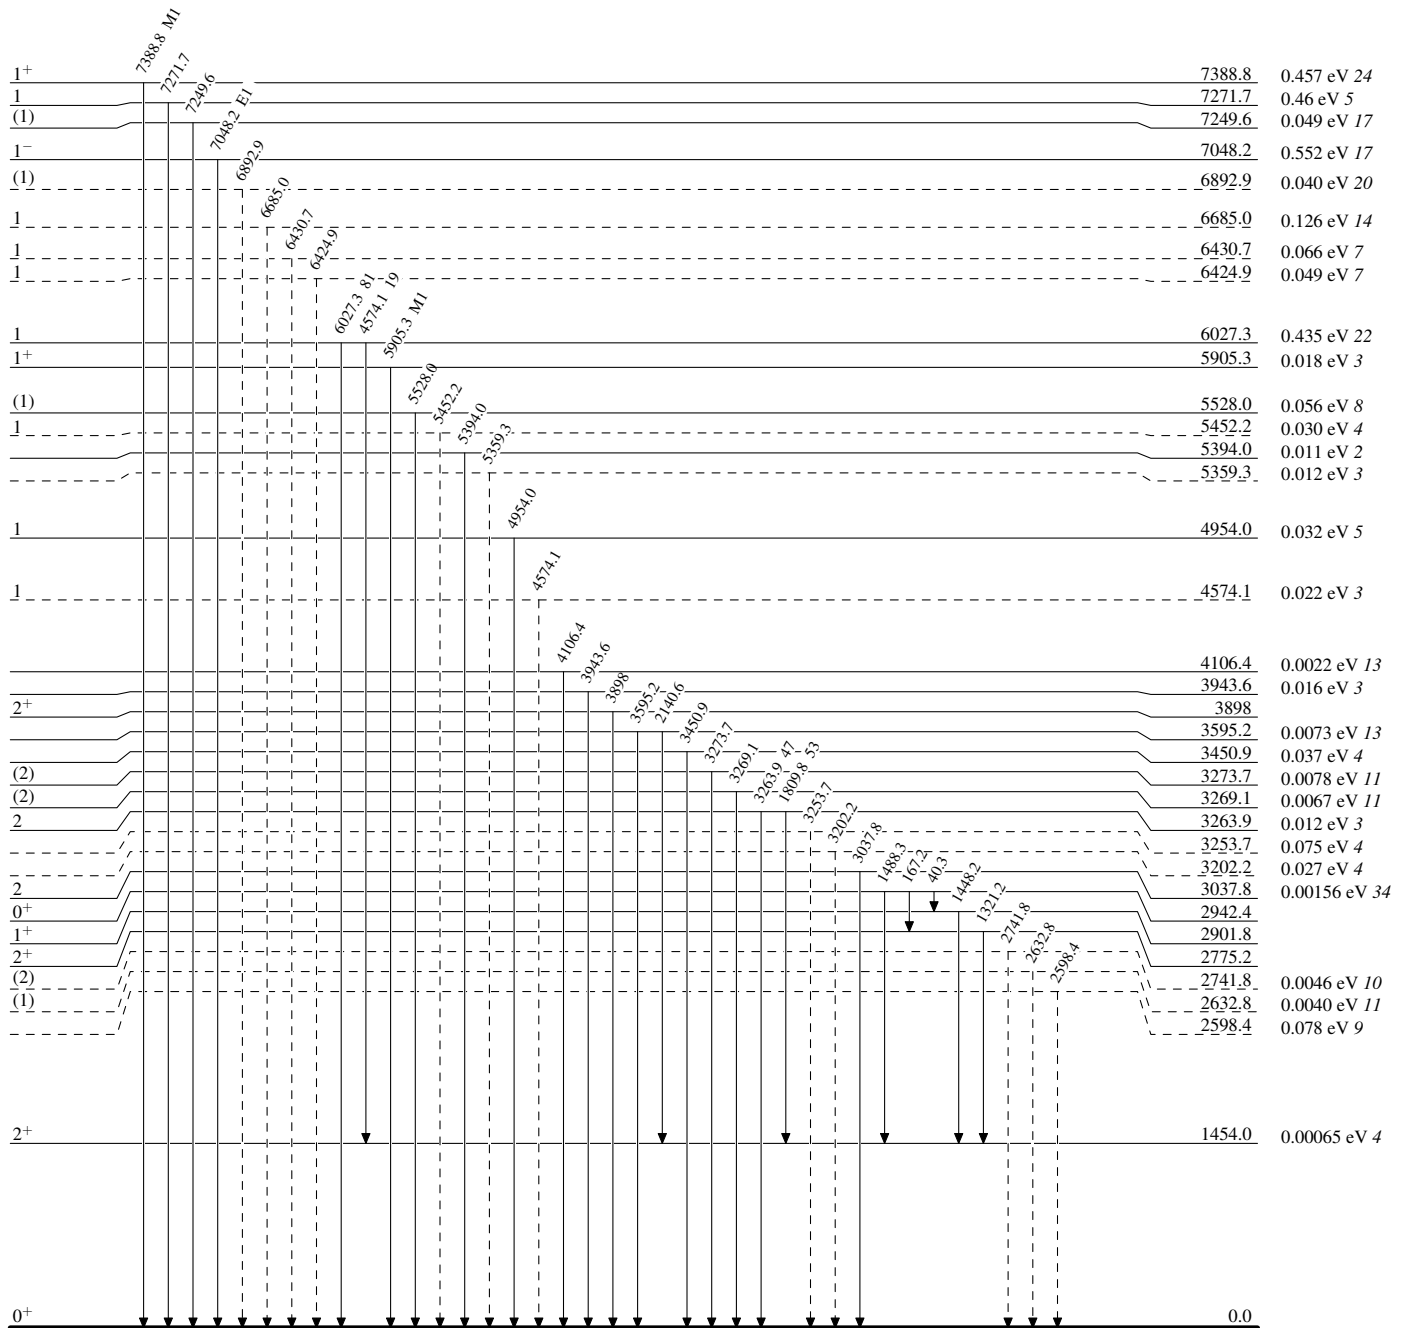 7388.8 M1
7271.7
7249.6
7048.2 E1
6892.9
6685.0
6430.7
6424.9
6027.3 81
4574.1 19
5905.3 M1
5528.0
5452.2
5394.0
5359.3
4954.0
4574.1
4106.4
3943.6
3898
3595.2
2140.6
3450.9
3273.7
3269.1
3263.9 47
1809.8 53
3253.7
3202.2
3037.8
1488.3
167.2
40.3
1448.2
1321.2
2741.8
2632.8
2598.4
1+ 7388.8 0.457 eV 24
1 7271.7 0.46 eV 5
(1) 7249.6 0.049 eV 17
1− 7048.2 0.552 eV 17
(1) 6892.9 0.040 eV 20
1 6685.0 0.126 eV 14
1 6430.7 0.066 eV 7
1 6424.9 0.049 eV 7
1 6027.3 0.435 eV 22
1+ 5905.3 0.018 eV 3
(1) 5528.0 0.056 eV 8
1 5452.2 0.030 eV 4
5394.0 0.011 eV 2
5359.3 0.012 eV 3
1 4954.0 0.032 eV 5
1 4574.1 0.022 eV 3
4106.4 0.0022 eV 13
3943.6 0.016 eV 3
2+ 3898
3595.2 0.0073 eV 13
3450.9 0.037 eV 4
(2) 3273.7 0.0078 eV 11
(2) 3269.1 0.0067 eV 11
2 3263.9 0.012 eV 3
3253.7 0.075 eV 4
3202.2 0.027 eV 4
2 3037.8 0.00156 eV 34
0+ 2942.4
1+ 2901.8
2+ 2775.2
(2) 2741.8 0.0046 eV 10
(1) 2632.8 0.0040 eV 11
2598.4 0.078 eV 9
2+ 1454.0 0.00065 eV 4
0+ 0.0